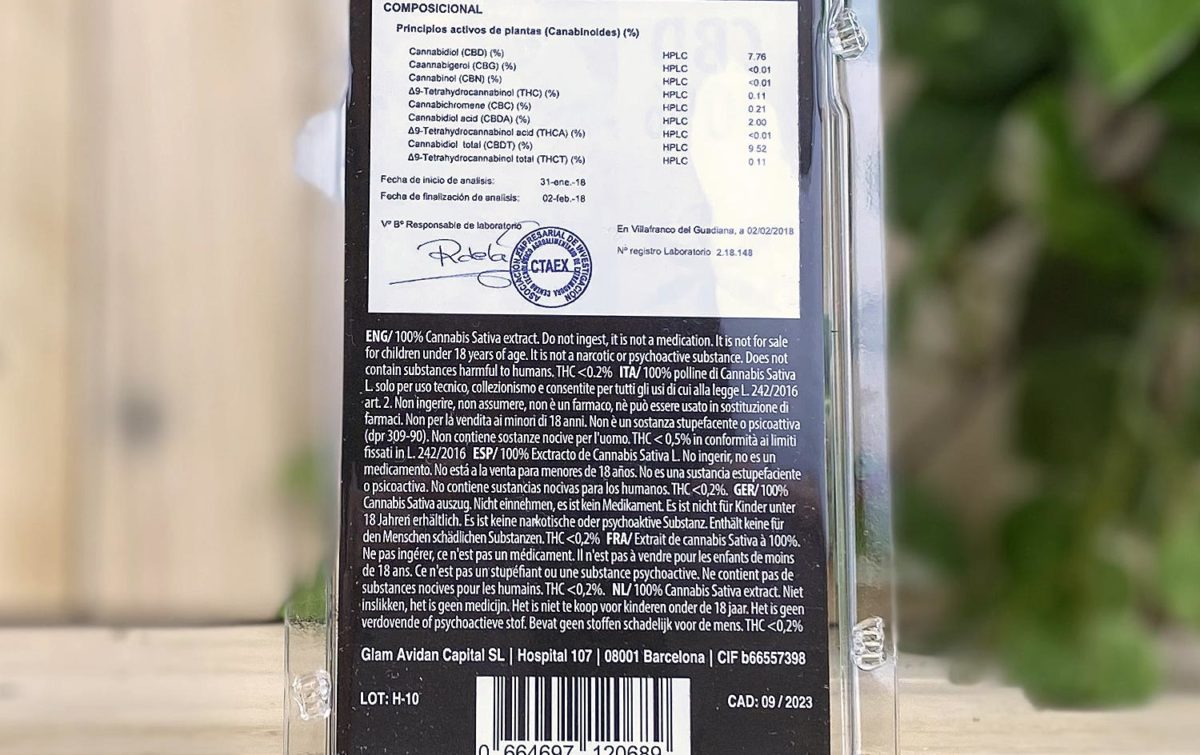 COMPOSICIONAL
Principios activos de plantas (Canabinoides) (%)
Cannabidiol (CBD) (%) HPLC 7.76
Caannabigerol (CBG) (%) HPLC <0.01
Cannabinol (CBN) (%) HPLC <0.01
Δ9-Tetrahydrocannabinol (THC) (%) HPLC 0.11
Cannabichromene (CBC) (%) HPLC 0.21
Cannabidiol acid (CBDA) (%) HPLC 2.00
Δ9-Tetrahydrocannabinol acid (THCA) (%) HPLC <0.01
Cannabidiol total (CBDT) (%) HPLC 9.52
Δ9-Tetrahydrocannabinol total (THCT) (%) HPLC 0.11
Fecha de inicio de analisis: 31-ene.-18
Fecha de finalización de analisis: 02-feb.-18
Vº Bº Responsable de laboratorio
En Villafranco del Guadiana, a 02/02/2018
Nº registro Laboratorio 2.18.148
ASOCIACION EMPRESARIAL DE INVESTIGACION
CENTRO TECNOLOGICO AGROALIMENTARIO DE EXTREMADURA
CTAEX
ENG/ 100% Cannabis Sativa extract. Do not ingest, it is not a medication. It is not for sale
for children under 18 years of age. It is not a narcotic or psychoactive substance. Does not
contain substances harmful to humans. THC <0.2% ITA/ 100% polline di Cannabis Sativa
L. solo per uso tecnico, collezionismo e consentite per tutti gli usi di cui alla legge L. 242/2016
art. 2. Non ingerire, non assumere, non è un farmaco, nè può essere usato in sostituzione di
farmaci. Non per la vendita ai minori di 18 anni. Non è un sostanza stupefacente o psicoattiva
(dpr 309-90). Non contiene sostanze nocive per l'uomo. THC < 0,5% in conformità ai limiti
fissati in L. 242/2016 ESP/ 100% Exctracto de Cannabis Sativa L. No ingerir, no es un
medicamento. No está a la venta para menores de 18 años. No es una sustancia estupefaciente
o psicoactiva. No contiene sustancias nocivas para los humanos. THC <0,2%. GER/ 100%
Cannabis Sativa auszug. Nicht einnehmen, es ist kein Medikament. Es ist nicht für Kinder unter
18 Jahren erhältlich. Es ist keine narkotische oder psychoaktive Substanz. Enthält keine für
den Menschen schädlichen Substanzen. THC <0,2% FRA/ Extrait de cannabis Sativa à 100%.
Ne pas ingérer, ce n'est pas un médicament. Il n'est pas à vendre pour les enfants de moins
de 18 ans. Ce n'est pas un stupéfiant ou une substance psychoactive. Ne contient pas de
substances nocives pour les humains. THC <0,2%. NL/ 100% Cannabis Sativa extract. Niet
inslikken, het is geen medicijn. Het is niet te koop voor kinderen onder de 18 jaar. Het is geen
verdovende of psychoactieve stof. Bevat geen stoffen schadelijk voor de mens. THC <0,2%
Glam Avidan Capital SL | Hospital 107 | 08001 Barcelona | CIF b66557398
LOT: H-10
CAD: 09 / 2023
0 664697 120689